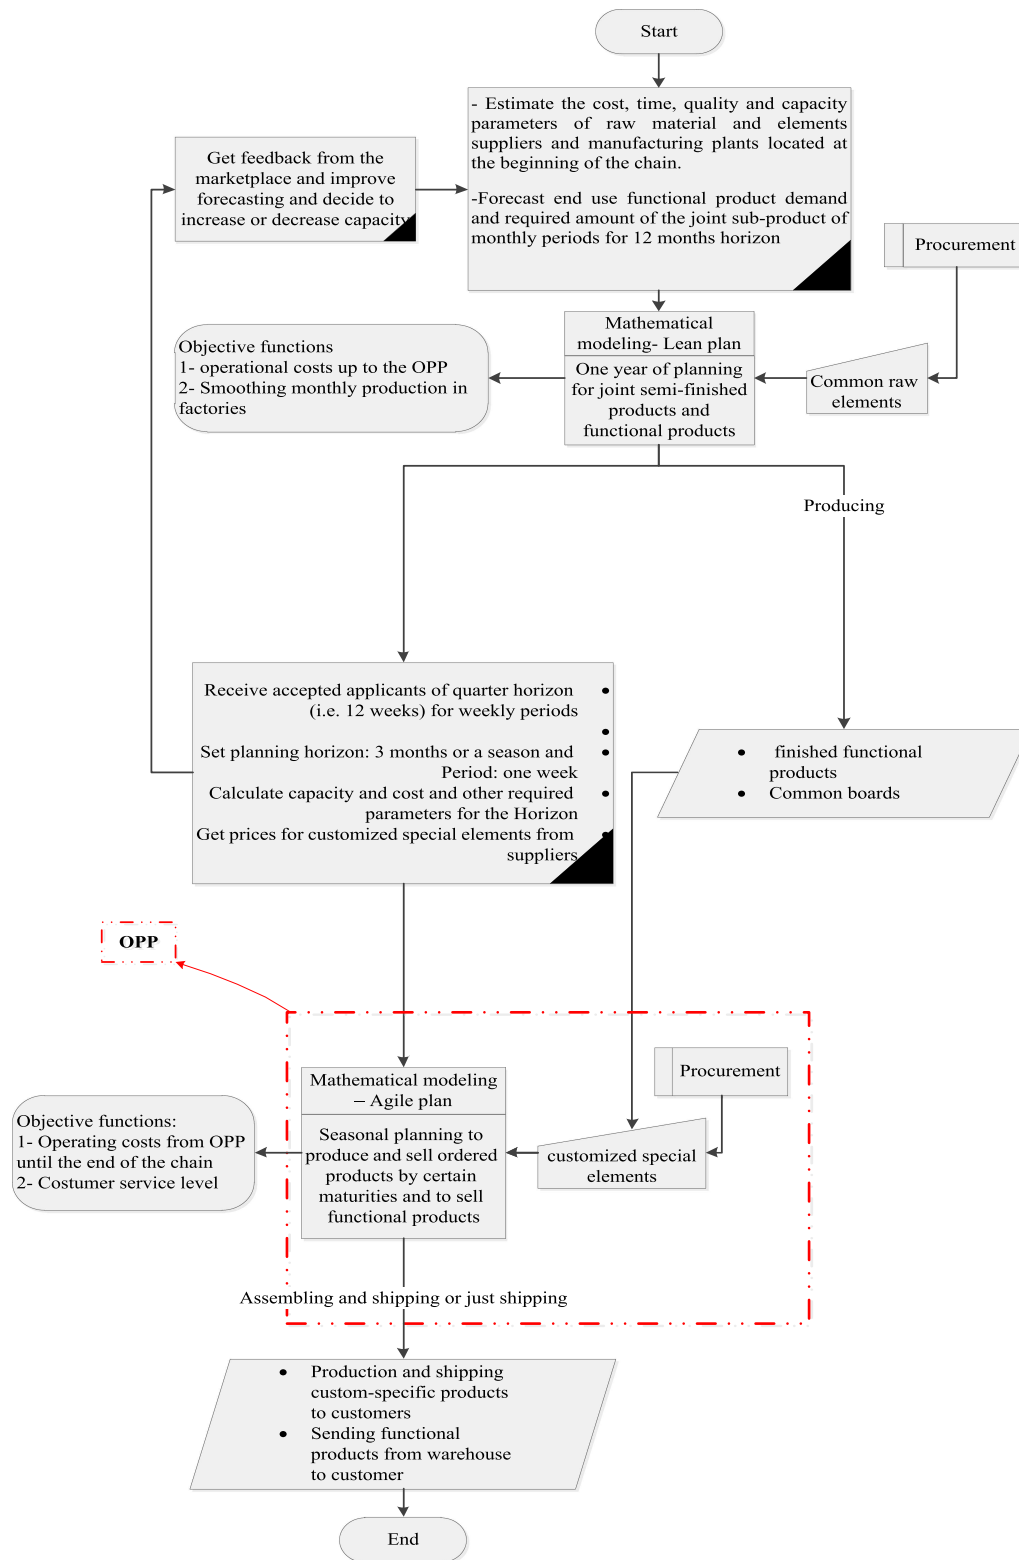 Start
- Estimate the cost, time, quality and capacity
parameters of raw material and elements
suppliers and manufacturing plants located at
the beginning of the chain.
-Forecast end use functional product demand
and required amount of the joint sub-product of
monthly periods for 12 months horizon
Get feedback from the
marketplace and improve
forecasting and decide to
increase or decrease capacity
Procurement
Mathematical
modeling- Lean plan
One year of planning
for joint semi-finished
products and
functional products
Common raw
elements
Objective functions
1- operational costs up to the OPP
2- Smoothing monthly production in
factories
Producing
Receive accepted applicants of quarter horizon
(i.e. 12 weeks) for weekly periods
Set planning horizon: 3 months or a season and
Period: one week
Calculate capacity and cost and other required
parameters for the Horizon
Get prices for customized special elements from
suppliers
• finished functional
products
• Common boards
OPP
Procurement
Mathematical modeling
– Agile plan
Seasonal planning to
produce and sell ordered
products by certain
maturities and to sell
functional products
customized special
elements
Objective functions:
1- Operating costs from OPP
until the end of the chain
2- Costumer service level
Assembling and shipping or just shipping
• Production and shipping
custom-specific products
to customers
• Sending functional
products from warehouse
to customer
End